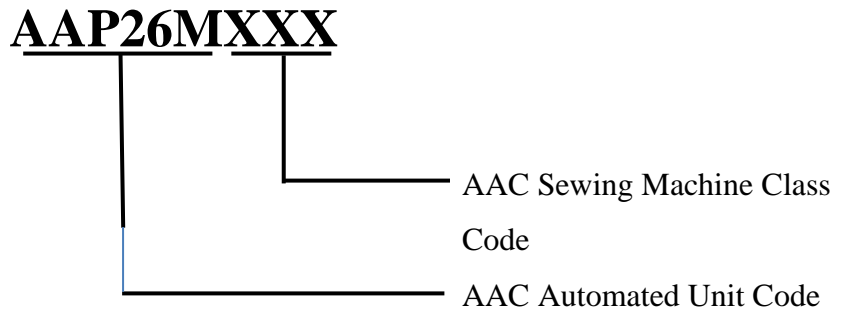 AAP26MXXX
AAC Sewing Machine Class
Code
AAC Automated Unit Code